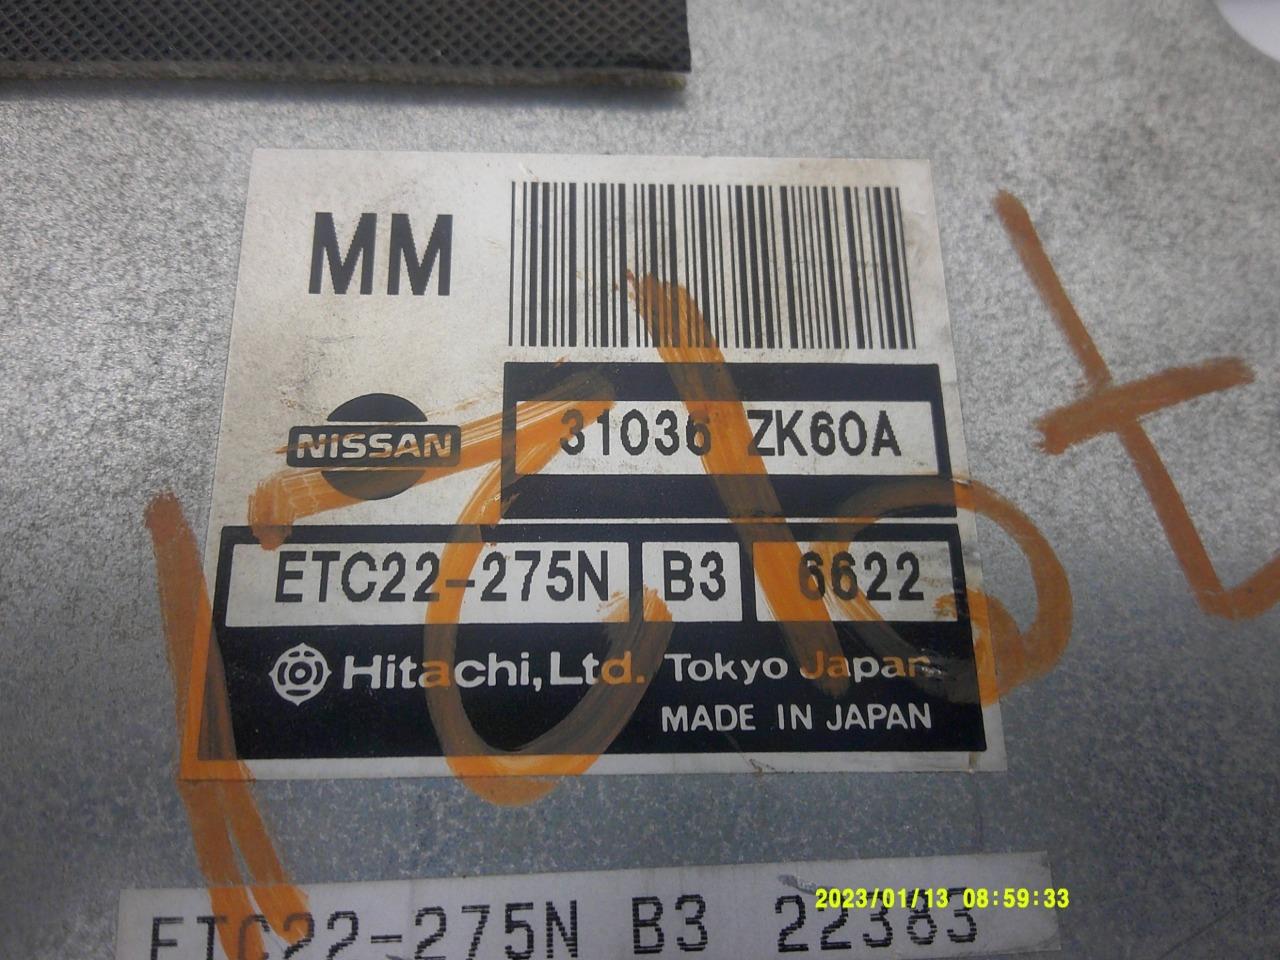 MM
NISSAN
31036 ZK60A
ETC22-275N B3 6622
Hitachi, Ltd. Tokyo Japan
MADE IN JAPAN
2023/01/13 08:59:33
ETC22-275N B3 22383